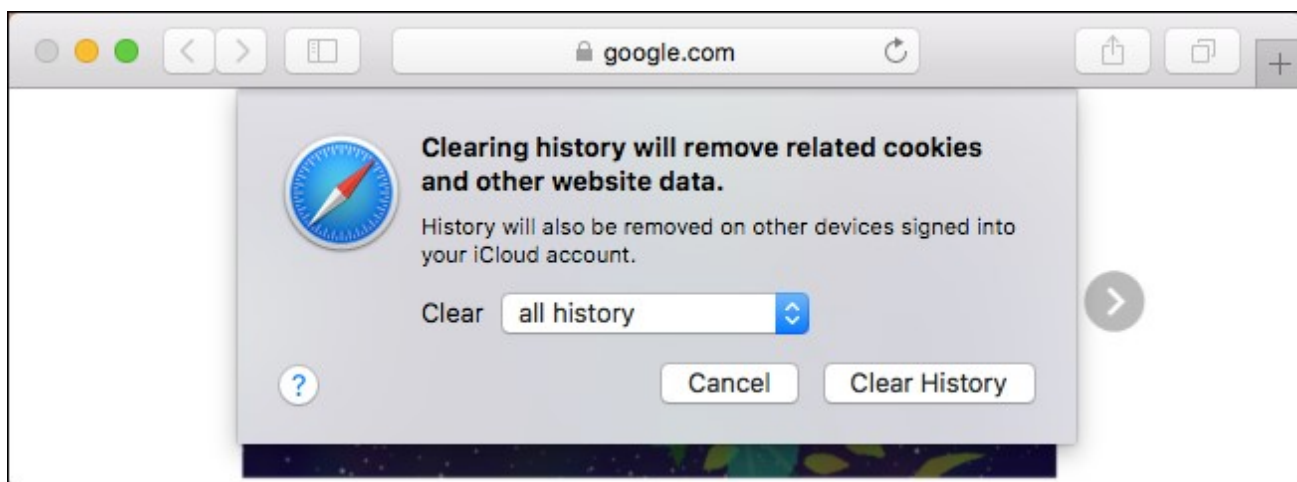 google.com
Clearing history will remove related cookies
and other website data.
History will also be removed on other devices signed into
your iCloud account.
Clear all history
? Cancel Clear History